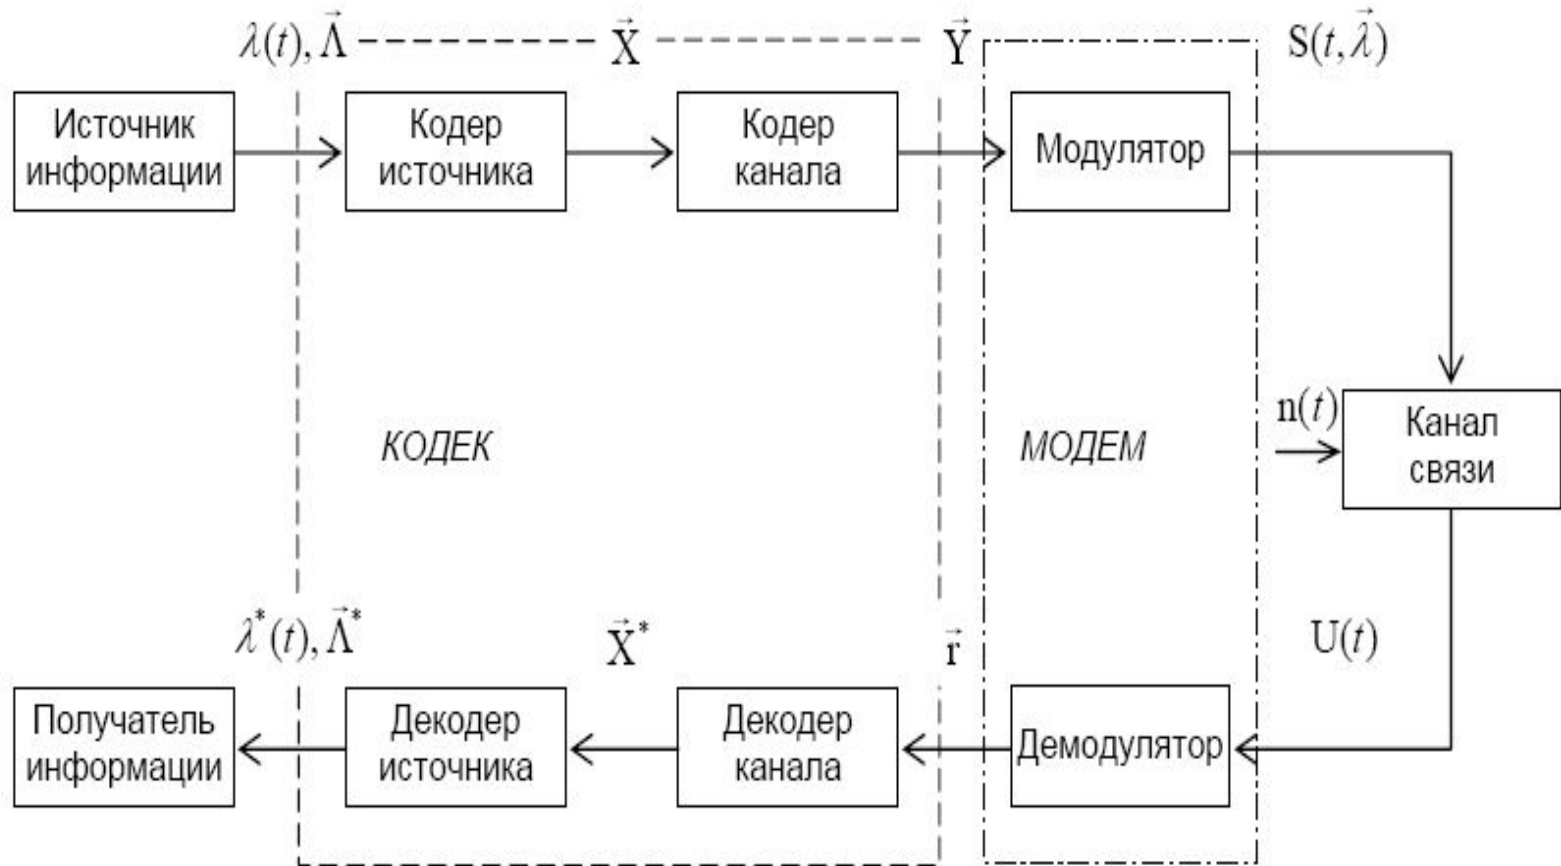 λ(t), Λ⃗ X⃗ Y⃗ S(t, λ⃗)
Источник
информации
Кодер
источника
Кодер
канала
Модулятор
КОДЕК
МОДЕМ
n(t)
Канал
связи
λ*(t), Λ⃗* X⃗* r⃗ U(t)
Получатель
информации
Декодер
источника
Декодер
канала
Демодулятор